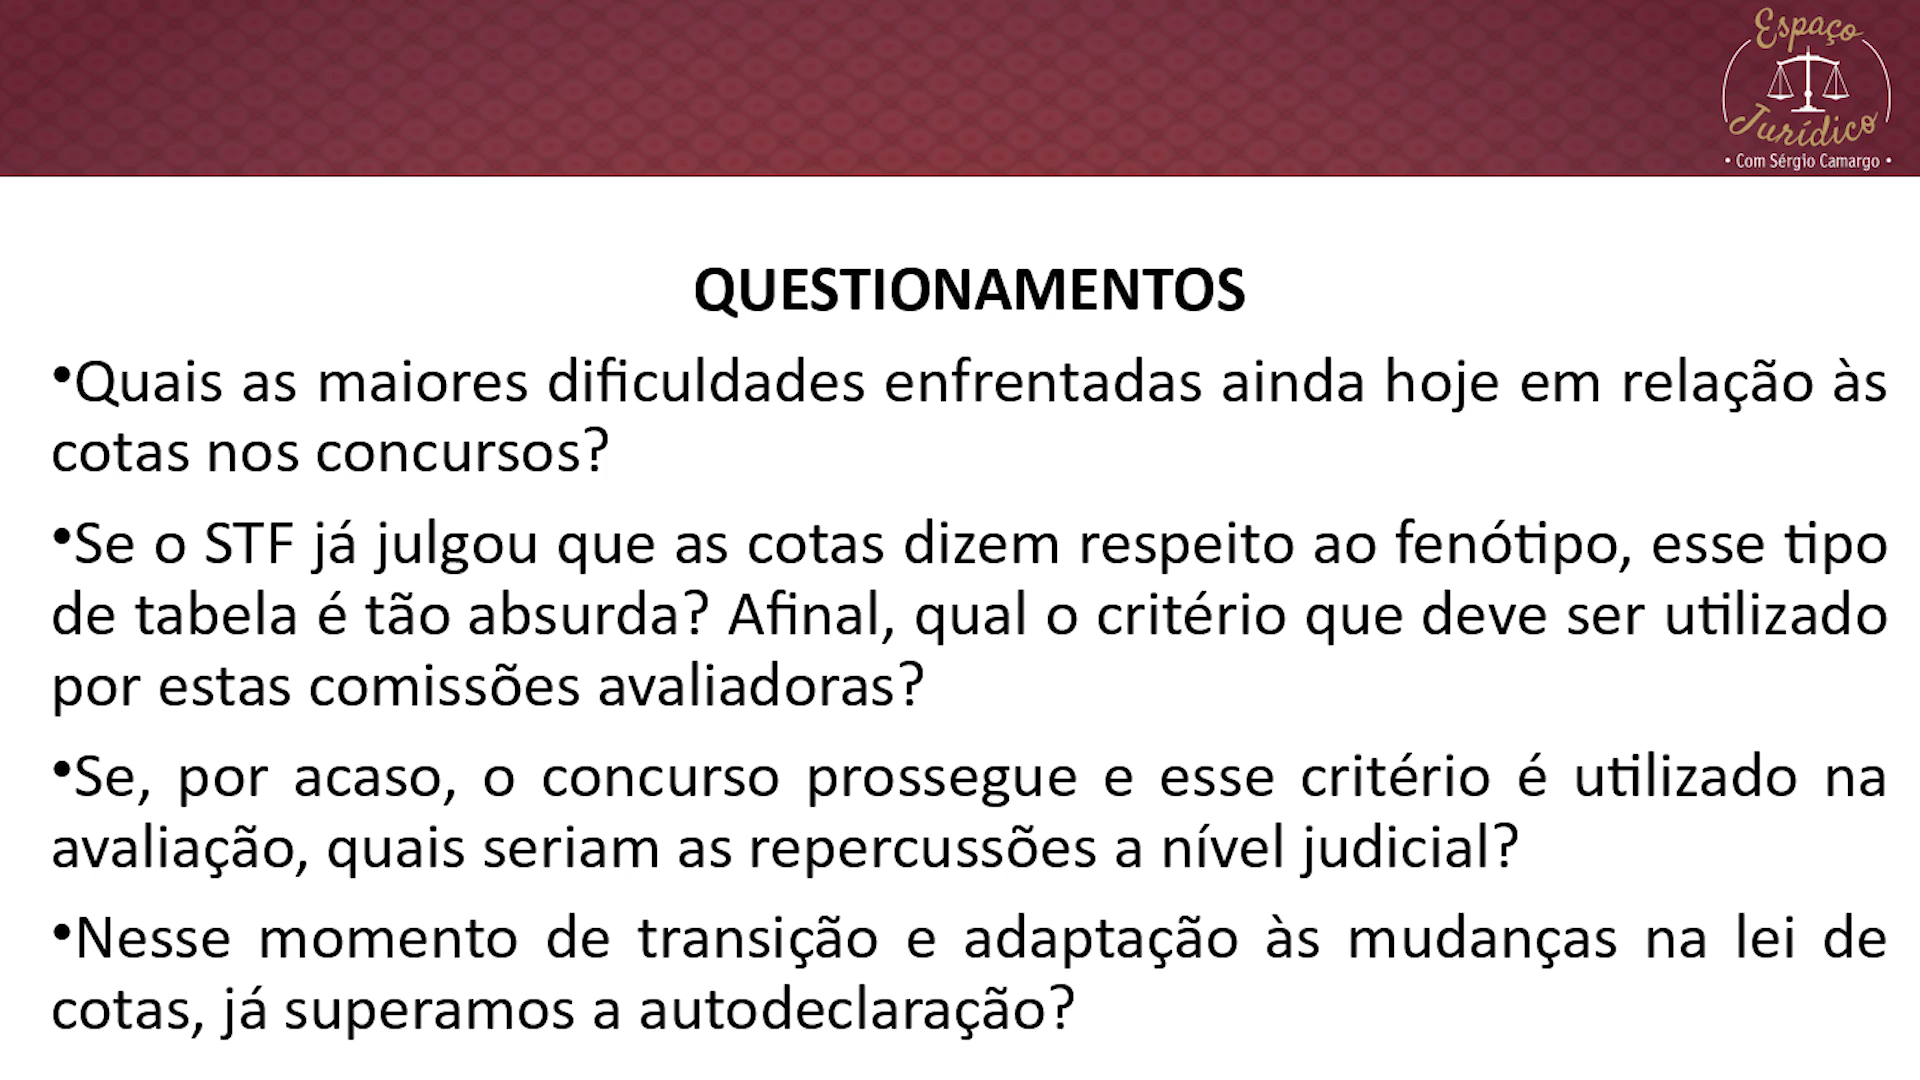 Espaço
Jurídico
• Com Sérgio Camargo •
QUESTIONAMENTOS
•Quais as maiores dificuldades enfrentadas ainda hoje em relação às
cotas nos concursos?
•Se o STF já julgou que as cotas dizem respeito ao fenótipo, esse tipo
de tabela é tão absurda? Afinal, qual o critério que deve ser utilizado
por estas comissões avaliadoras?
•Se, por acaso, o concurso prossegue e esse critério é utilizado na
avaliação, quais seriam as repercussões a nível judicial?
•Nesse momento de transição e adaptação às mudanças na lei de
cotas, já superamos a autodeclaração?